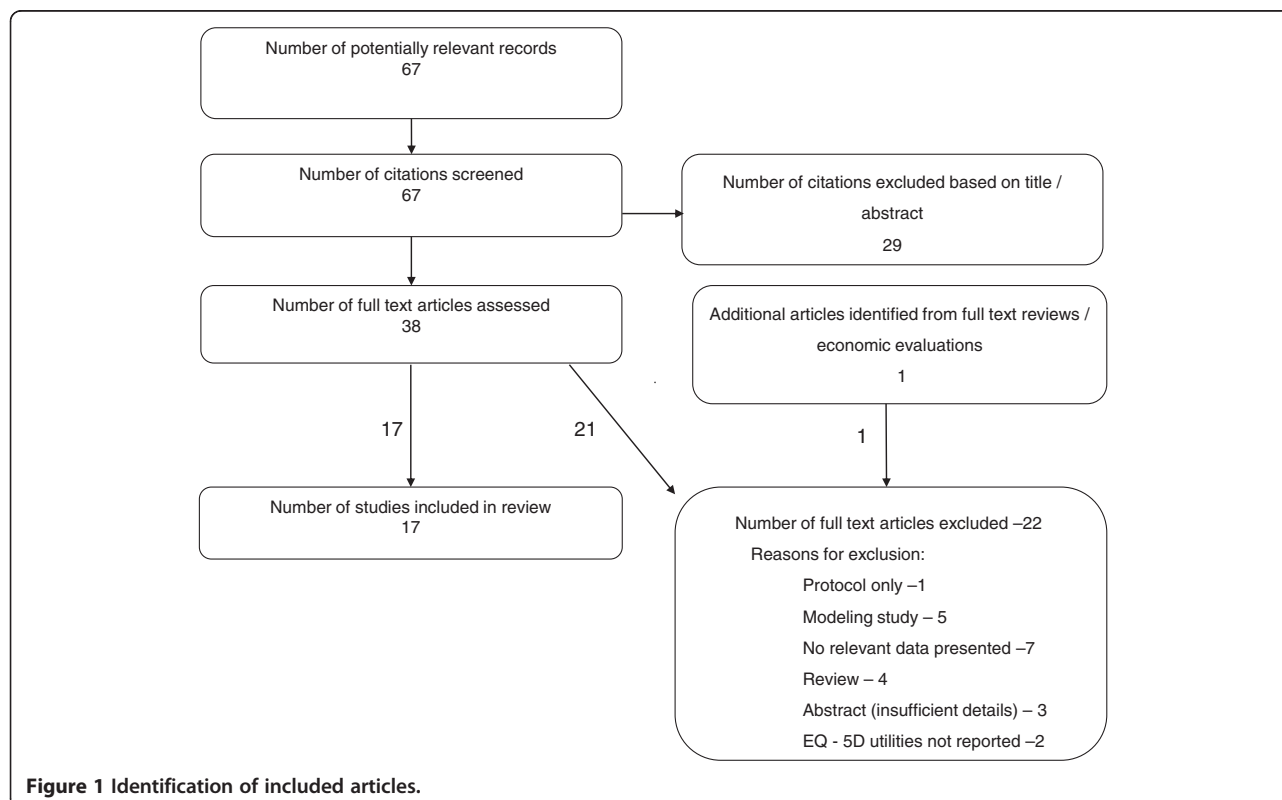 Number of potentially relevant records
67
Number of citations screened
67
Number of citations excluded based on title /
abstract
29
Number of full text articles assessed
38
Additional articles identified from full text reviews /
economic evaluations
1
17
21
1
Number of studies included in review
17
Number of full text articles excluded –22
Reasons for exclusion:
Protocol only –1
Modeling study – 5
No relevant data presented –7
Review – 4
Abstract (insufficient details) – 3
EQ - 5D utilities not reported –2
Figure 1 Identification of included articles.